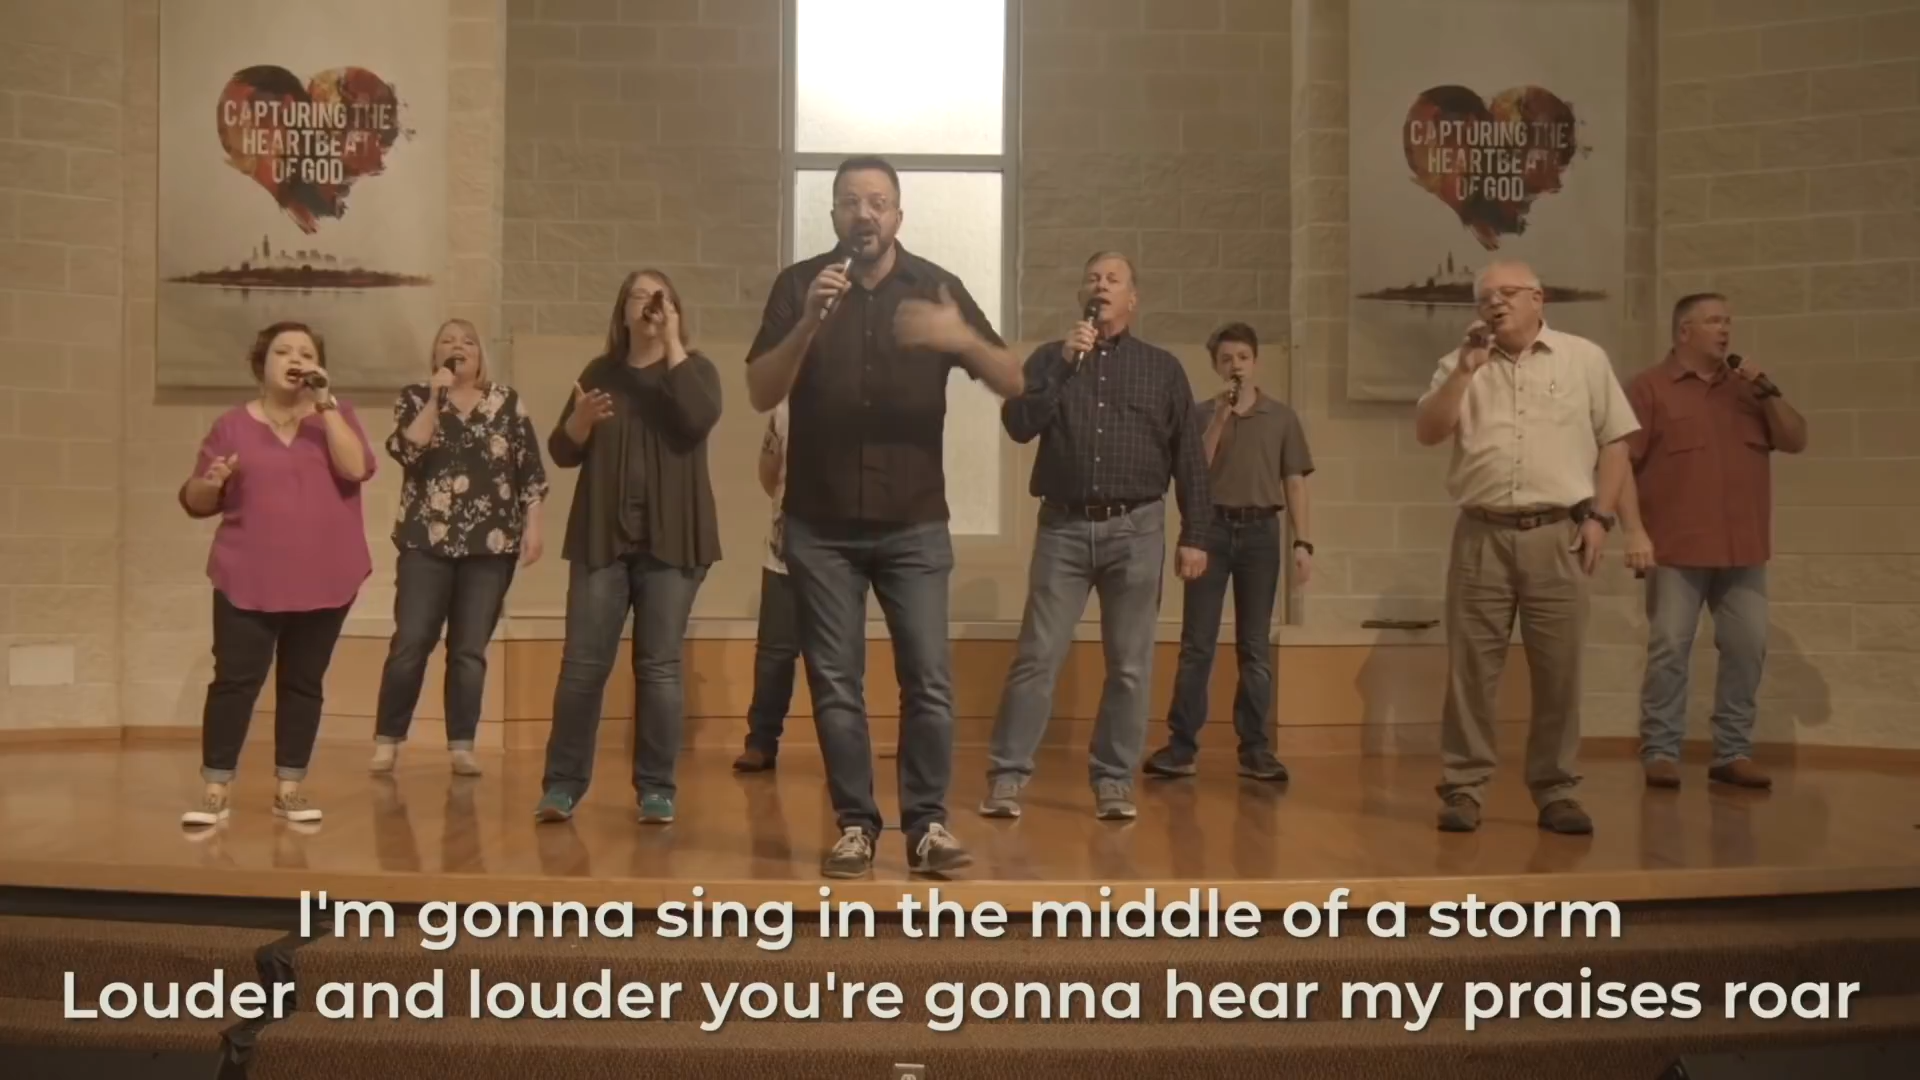 CAPTURING THE
HEARTBEAT
OF GOD
CAPTURING THE
HEARTBEAT
OF GOD
I'm gonna sing in the middle of a storm
Louder and louder you're gonna hear my praises roar